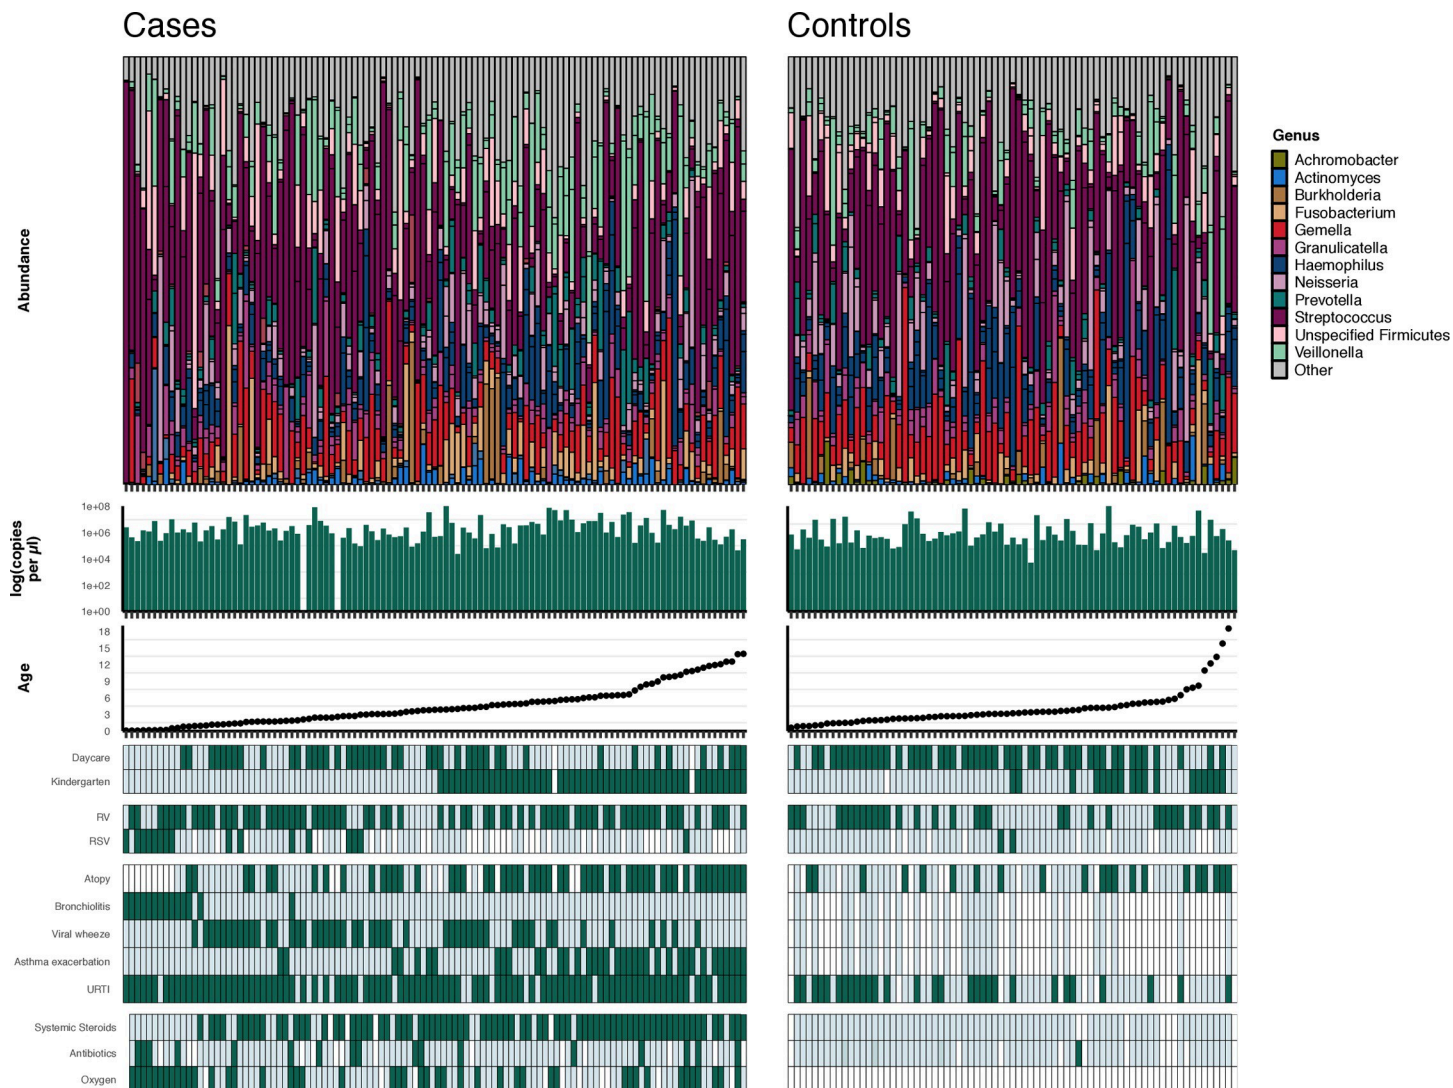 Cases
Controls
Abundance
Genus
Achromobacter
Actinomyces
Burkholderia
Fusobacterium
Gemella
Granulicatella
Haemophilus
Neisseria
Prevotella
Streptococcus
Unspecified Firmicutes
Veillonella
Other
log(copies
per µl)
1e+08
1e+06
1e+04
1e+02
1e+00
Age
18
15
12
9
6
3
0
Daycare
Kindergarten
RV
RSV
Atopy
Bronchiolitis
Viral wheeze
Asthma exacerbation
URTI
Systemic Steroids
Antibiotics
Oxygen